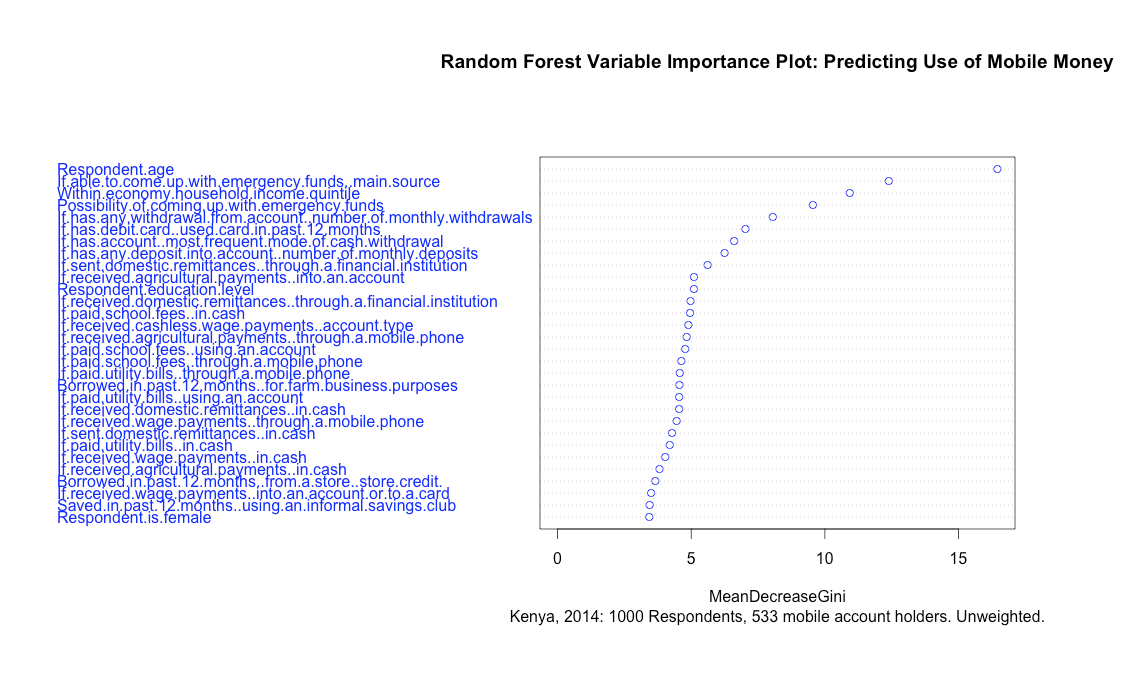 Random Forest Variable Importance Plot: Predicting Use of Mobile Money
Respondent.age
If.able.to.come.up.with.emergency.funds..main.source
Within.economy.household.income.quintile
Possibility.of.coming.up.with.emergency.funds
If.has.any.withdrawal.from.account..number.of.monthly.withdrawals
If.has.debit.card..used.card.in.past.12.months
If.has.account..most.frequent.mode.of.cash.withdrawal
If.has.any.deposit.into.account..number.of.monthly.deposits
If.sent.domestic.remittances..through.a.financial.institution
If.received.agricultural.payments..into.an.account
Respondent.education.level
If.received.domestic.remittances..through.a.financial.institution
If.paid.school.fees..in.cash
If.received.cashless.wage.payments..account.type
If.received.agricultural.payments..through.a.mobile.phone
If.paid.school.fees..using.an.account
If.paid.school.fees..through.a.mobile.phone
If.paid.utility.bills..through.a.mobile.phone
Borrowed.in.past.12.months..for.farm.business.purposes
If.paid.utility.bills..using.an.account
If.received.domestic.remittances..in.cash
If.received.wage.payments..through.a.mobile.phone
If.sent.domestic.remittances..in.cash
If.paid.utility.bills..in.cash
If.received.wage.payments..in.cash
If.received.agricultural.payments..in.cash
Borrowed.in.past.12.months..from.a.store..store.credit.
If.received.wage.payments..into.an.account.or.to.a.card
Saved.in.past.12.months..using.an.informal.savings.club
Respondent.is.female
0 5 10 15
MeanDecreaseGini
Kenya, 2014: 1000 Respondents, 533 mobile account holders. Unweighted.